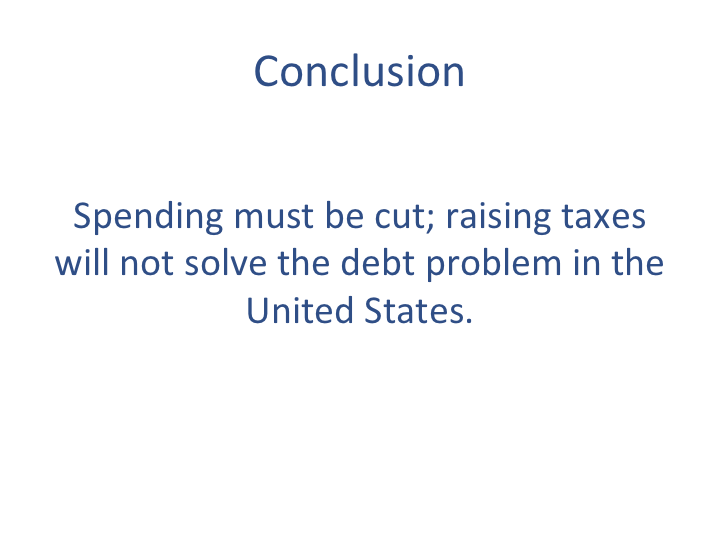 Conclusion
Spending must be cut; raising taxes
will not solve the debt problem in the
United States.